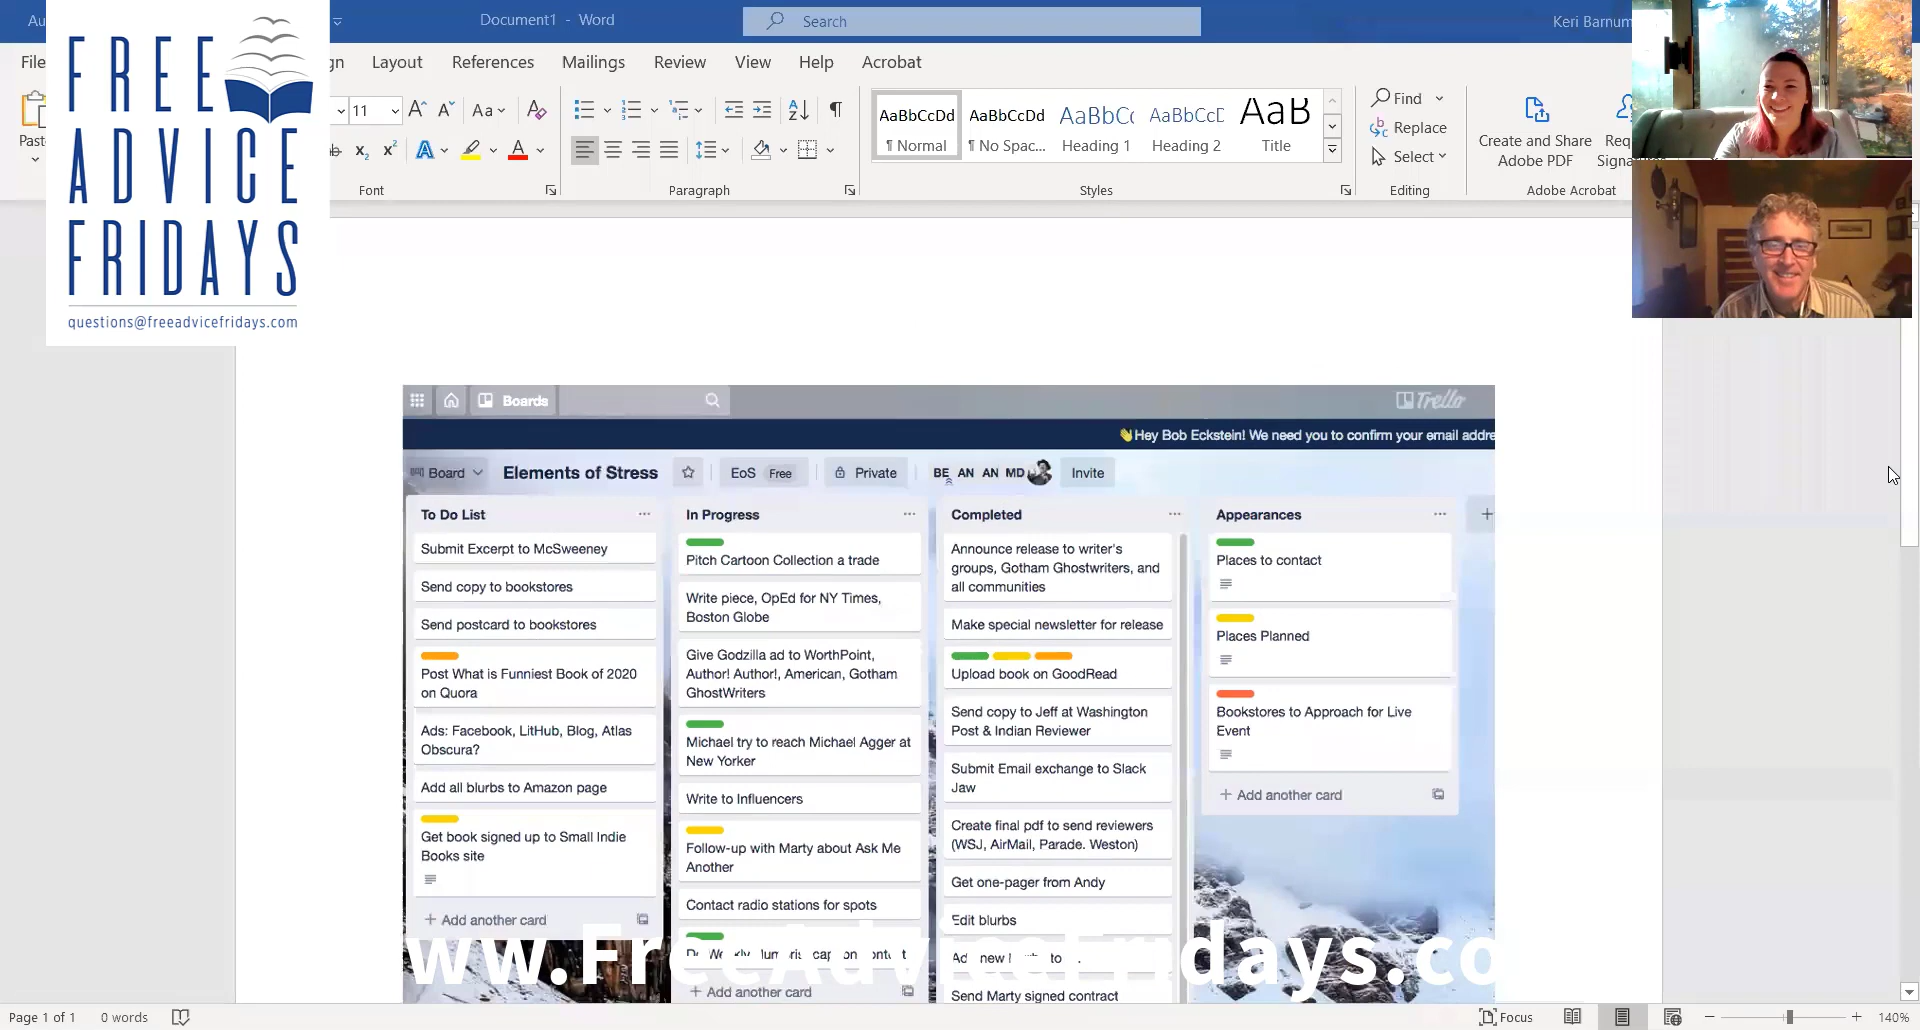 Document1 - Word
Search
Keri Barnum
File
Layout
References
Mailings
Review
View
Help
Acrobat
FREE
ADVICE
FRIDAYS
questions@freeadvicefridays.com
Paste
11
Aa
Font
Paragraph
AaBbCcDd
¶ Normal
AaBbCcDd
¶ No Spac...
AaBbCc
Heading 1
AaBbCcD
Heading 2
AaB
Title
Styles
Find
Replace
Select
Editing
Create and Share
Adobe PDF
Adobe Acrobat
Boards
Trello
👋Hey Bob Eckstein! We need you to confirm your email addre
Board
Elements of Stress
EoS Free
Private
BE AN AN MD
Invite
To Do List
Submit Excerpt to McSweeney
Send copy to bookstores
Send postcard to bookstores
Post What is Funniest Book of 2020
on Quora
Ads: Facebook, LitHub, Blog, Atlas
Obscura?
Add all blurbs to Amazon page
Get book signed up to Small Indie
Books site
+ Add another card
In Progress
Pitch Cartoon Collection a trade
Write piece, OpEd for NY Times,
Boston Globe
Give Godzilla ad to WorthPoint,
Author! Author!, American, Gotham
GhostWriters
Michael try to reach Michael Agger at
New Yorker
Write to Influencers
Follow-up with Marty about Ask Me
Another
Contact radio stations for spots
+ Add another card
Completed
Announce release to writer's
groups, Gotham Ghostwriters, and
all communities
Make special newsletter for release
Upload book on GoodRead
Send copy to Jeff at Washington
Post & Indian Reviewer
Submit Email exchange to Slack
Jaw
Create final pdf to send reviewers
(WSJ, AirMail, Parade. Weston)
Get one-pager from Andy
Edit blurbs
Send Marty signed contract
Appearances
Places to contact
Places Planned
Bookstores to Approach for Live
Event
+ Add another card
ww.FreeAdviceFridays.co
Page 1 of 1
0 words
Focus
140%